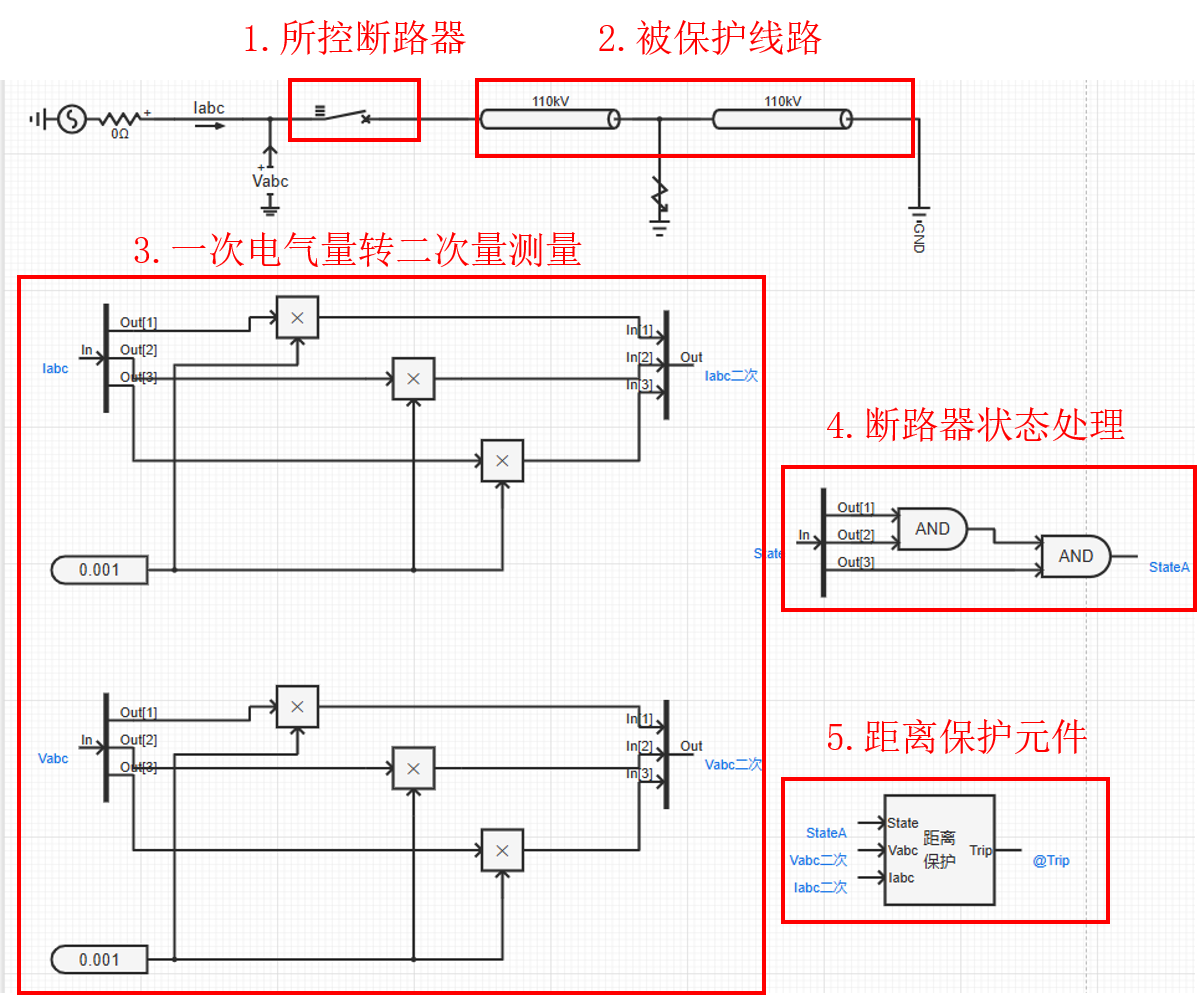 1.所控断路器
2.被保护线路
Iabc
110kV
110kV
+
0Ω
+
Vabc
-
GND
3.一次电气量转二次量测量
Out[1]
In
Out[2]
Out[3]
Iabc
×
×
×
In[1]
In[2]
In[3]
Out
Iabc二次
0.001
4.断路器状态处理
State
In
Out[1]
Out[2]
Out[3]
AND
AND
StateA
Out[1]
In
Out[2]
Out[3]
Vabc
×
×
×
In[1]
In[2]
In[3]
Out
Vabc二次
0.001
5.距离保护元件
StateA
Vabc二次
Iabc二次
State
Vabc
Iabc
距离
保护
Trip
@Trip